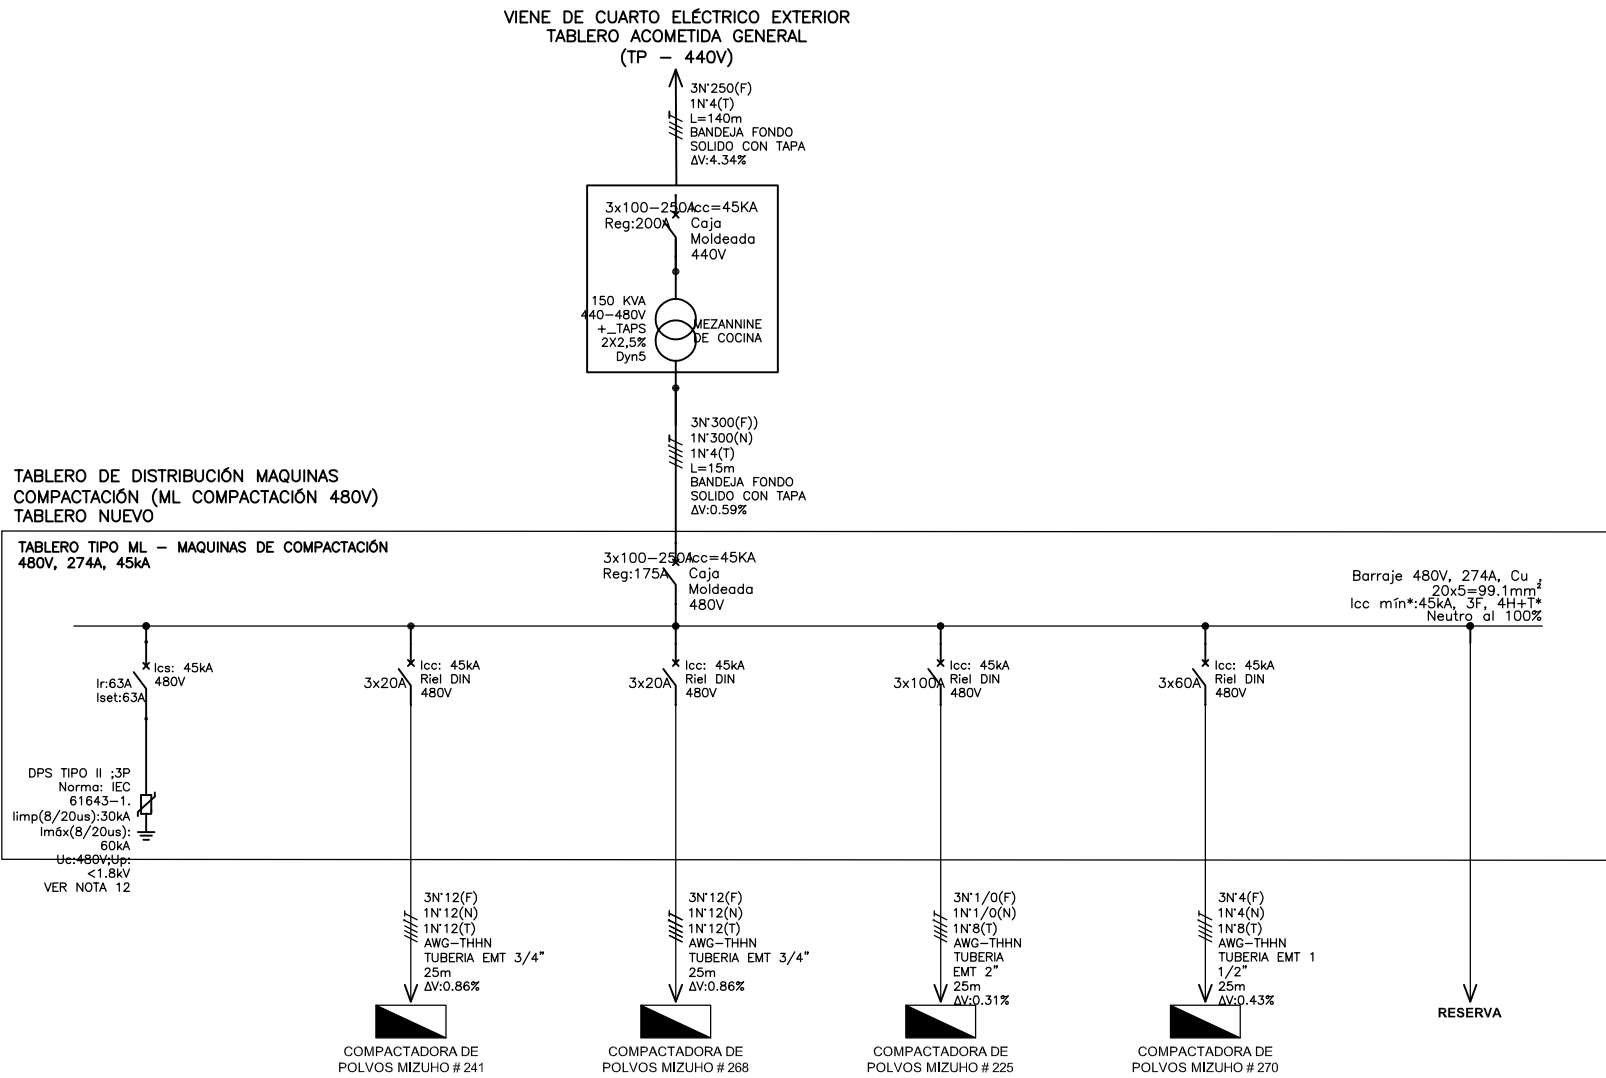 VIENE DE CUARTO ELÉCTRICO EXTERIOR
TABLERO ACOMETIDA GENERAL
(TP – 440V)
3N°250(F)
1N°4(T)
L=140m
BANDEJA FONDO
SOLIDO CON TAPA
ΔV:4.34%
3x100–250A
Reg:200A
Icc=45KA
Caja
Moldeada
440V
150 KVA
440–480V
+_TAPS
2X2,5%
Dyn5
MEZANNINE
DE COCINA
3N°300(F))
1N°300(N)
1N°4(T)
L=15m
BANDEJA FONDO
SOLIDO CON TAPA
ΔV:0.59%
TABLERO DE DISTRIBUCIÓN MAQUINAS
COMPACTACIÓN (ML COMPACTACIÓN 480V)
TABLERO NUEVO
TABLERO TIPO ML – MAQUINAS DE COMPACTACIÓN
480V, 274A, 45kA
3x100–250A
Reg:175A
Icc=45KA
Caja
Moldeada
480V
Barraje 480V, 274A, Cu ,
20x5=99.1mm²
Icc mín*:45kA, 3F, 4H+T*
Neutro al 100%
Ir:63A
Iset:63A
Ics: 45kA
480V
3x20A
Icc: 45kA
Riel DIN
480V
3x20A
Icc: 45kA
Riel DIN
480V
3x100A
Icc: 45kA
Riel DIN
480V
3x60A
Icc: 45kA
Riel DIN
480V
DPS TIPO II ;3P
Norma: IEC
61643–1.
Iimp(8/20us):30kA
Imáx(8/20us):
60kA
Uc:480V;Up:
<1.8kV
VER NOTA 12
3N°12(F)
1N°12(N)
1N°12(T)
AWG–THHN
TUBERIA EMT 3/4"
25m
ΔV:0.86%
3N°12(F)
1N°12(N)
1N°12(T)
AWG–THHN
TUBERIA EMT 3/4"
25m
ΔV:0.86%
3N°1/0(F)
1N°1/0(N)
1N°8(T)
AWG–THHN
TUBERIA
EMT 2"
25m
ΔV:0.31%
3N°4(F)
1N°4(N)
1N°8(T)
AWG–THHN
TUBERIA EMT 1
1/2"
25m
ΔV:0.43%
RESERVA
COMPACTADORA DE
POLVOS MIZUHO # 241
COMPACTADORA DE
POLVOS MIZUHO # 268
COMPACTADORA DE
POLVOS MIZUHO # 225
COMPACTADORA DE
POLVOS MIZUHO # 270